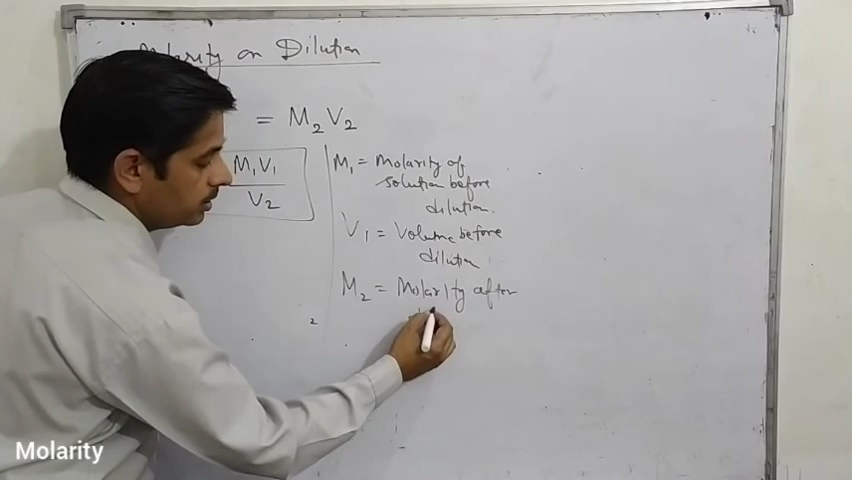 Molarity on Dilution
= M₂V₂
M₁V₁
V₂
M₁ = Molarity of
solution before
dilution.
V₁ = Volume before
dilution
M₂ = Molarity after
Molarity